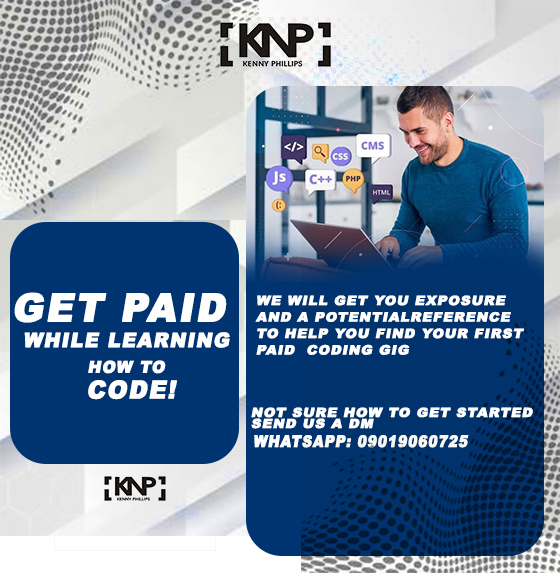 [KNP]
KENNY PHILLIPS
</>
CMS
CSS
Js
C++
PHP
HTML
{;
GET PAID
WHILE LEARNING
HOW TO
CODE!
WE WILL GET YOU EXPOSURE
AND A POTENTIALREFERENCE
TO HELP YOU FIND YOUR FIRST
PAID CODING GIG
NOT SURE HOW TO GET STARTED
SEND US A DM
WHATSAPP: 09019060725
[KNP]
KENNY PHILLIPS